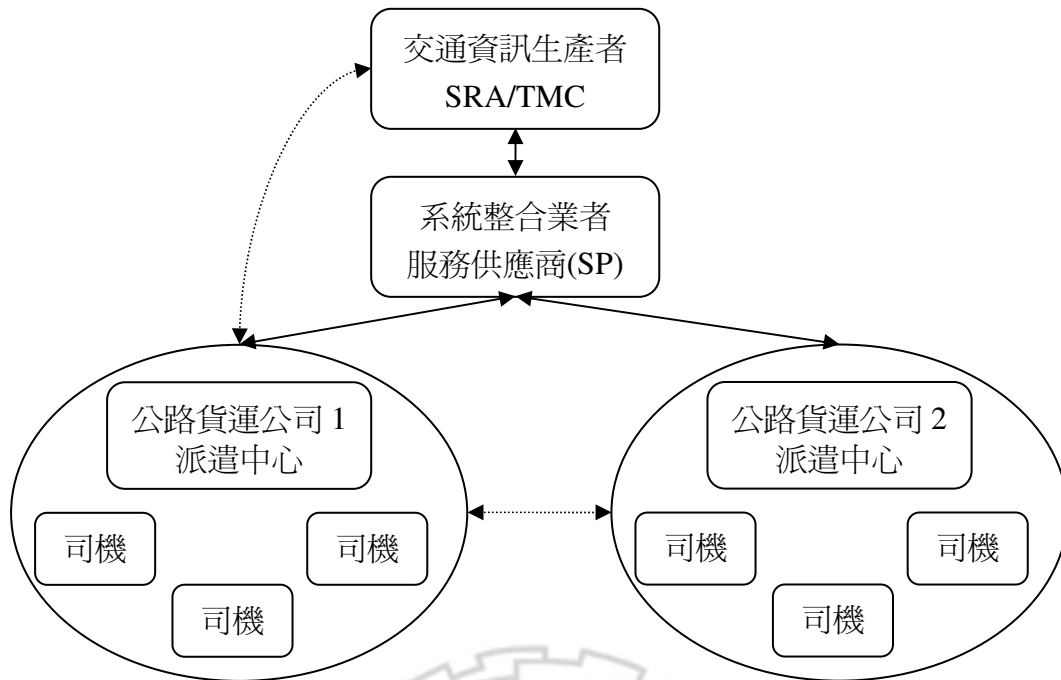 交通資訊生產者
SRA/TMC
系統整合業者
服務供應商(SP)
公路貨運公司 1
派遣中心
司機
司機
司機
公路貨運公司 2
派遣中心
司機
司機
司機